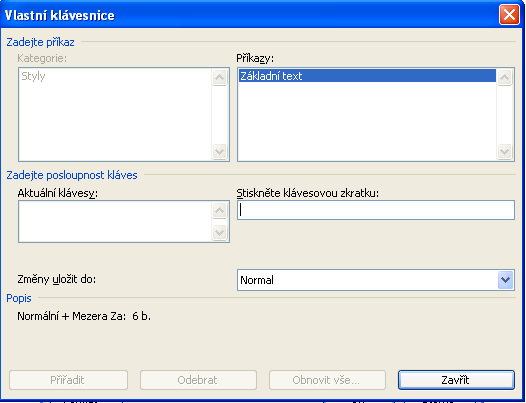 Vlastní klávesnice
Zadejte příkaz
Kategorie:
Příkazy:
Styly
Základní text
Zadejte posloupnost kláves
Aktuální klávesy:
Stiskněte klávesovou zkratku:
Změny uložit do:
Normal
Popis
Normální + Mezera Za: 6 b.
Přiřadit
Odebrat
Obnovit vše...
Zavřít